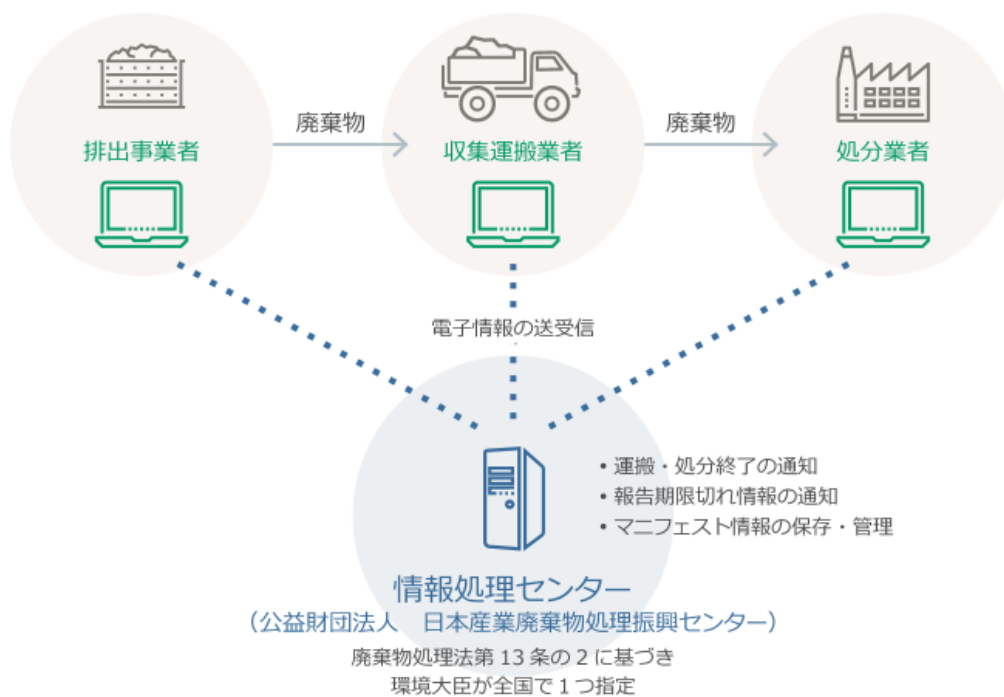 廃棄物
廃棄物
排出事業者
収集運搬業者
処分業者
電子情報の送受信
• 運搬・処分終了の通知
• 報告期限切れ情報の通知
• マニフェスト情報の保存・管理
情報処理センター
（公益財団法人　日本産業廃棄物処理振興センター）
廃棄物処理法第 13 条の 2 に基づき
環境大臣が全国で 1 つ指定